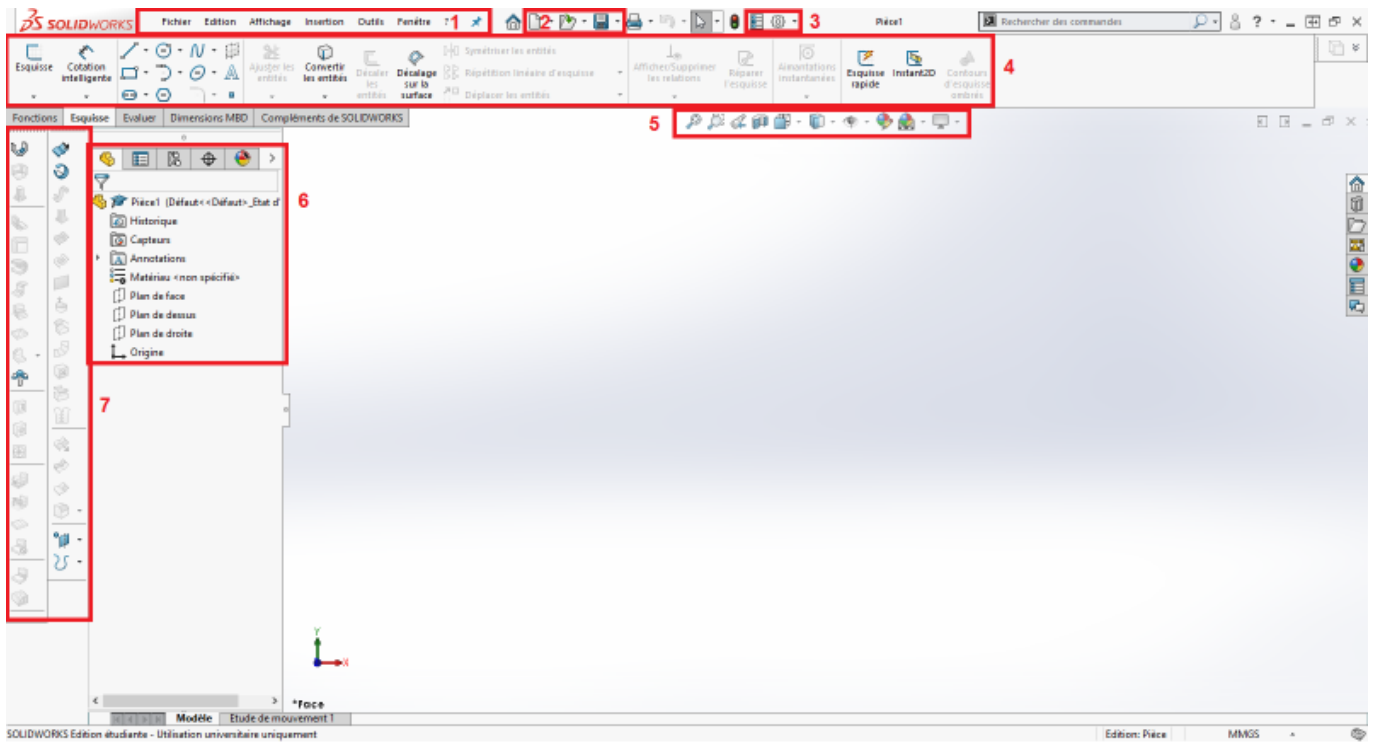 SOLIDWORKS Fichier Edition Affichage Insertion Outils Fenêtre ? 1 2 3 Pièce1 Rechercher des commandes ?
Esquisse Cotation intelligente Ajuster les entités Convertir les entités Décaler les entités Décalage sur la surface Symétriser les entités Afficher/Supprimer les relations Réparer l'esquisse Aimantations instantanées Esquisse rapide Instant2D Contours d'esquisse ombrés 4
Répétition linéaire d'esquisse
Déplacer les entités
Fonctions Esquisse Evaluer Dimensions MBD Compléments de SOLIDWORKS 5
Pièce1 (Défaut<<Défaut>_Etat d' 6
Historique
Capteurs
Annotations
Matériau <non spécifié>
Plan de face
Plan de dessus
Plan de droite
Origine
7
Y
X
*Face
Modèle Etude de mouvement 1
SOLIDWORKS Edition étudiante - Utilisation universitaire uniquement Edition: Pièce MMGS